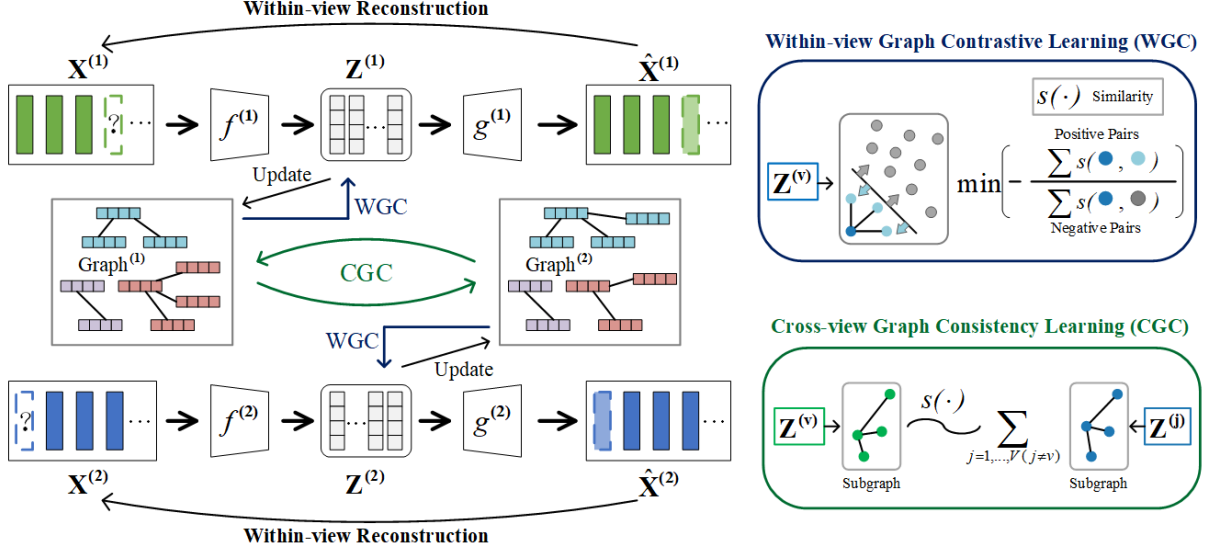 Within-view Reconstruction
X^(1)
Z^(1)
X̂^(1)
?
...
f^(1)
...
g^(1)
...
Update
WGC
Graph^(1)
CGC
Graph^(2)
WGC
Update
?
...
f^(2)
...
g^(2)
...
X^(2)
Z^(2)
X̂^(2)
Within-view Reconstruction
Within-view Graph Contrastive Learning (WGC)
s(·) Similarity
Positive Pairs
Z^(v)
min(- ∑ s( , )
∑ s( , ) )
Negative Pairs
Cross-view Graph Consistency Learning (CGC)
Z^(v)
s(·)
∑
j=1,...,V(j≠v)
Z^(j)
Subgraph
Subgraph